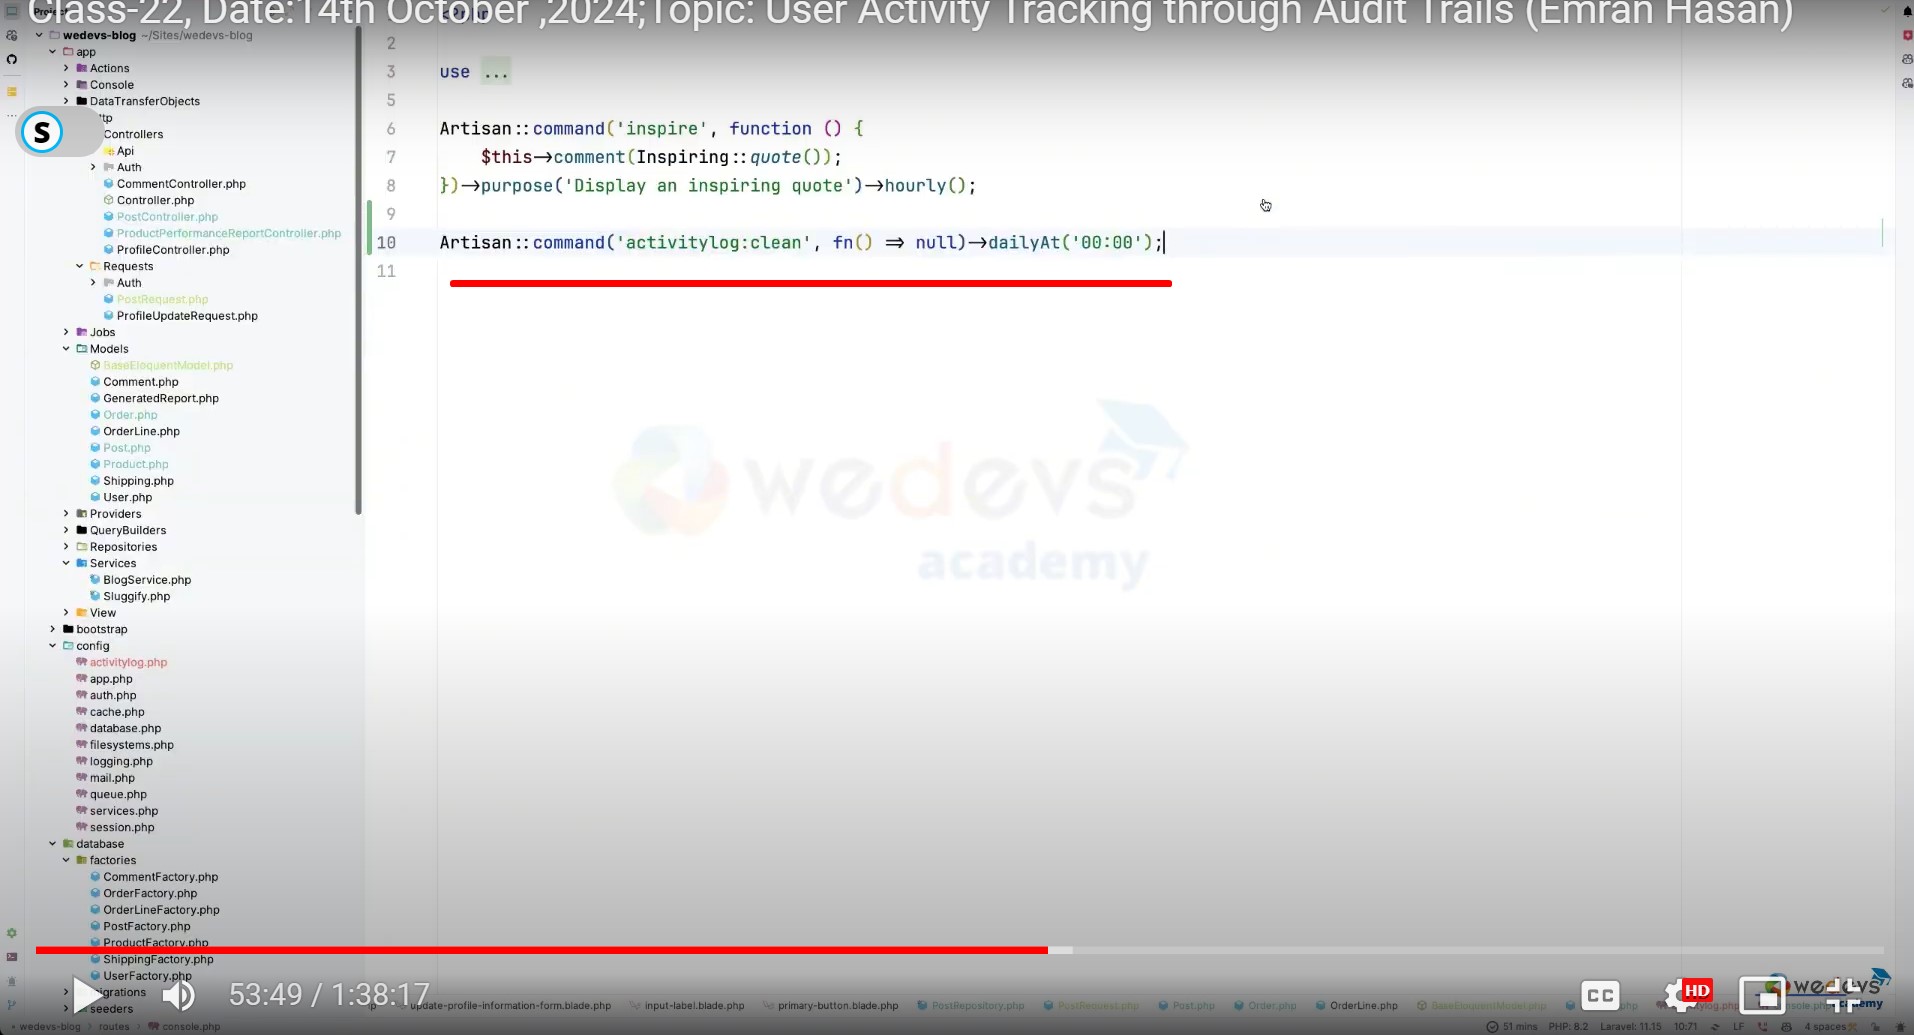 ass-22, Date:14th October ,2024;Topic: User Activity Tracking through Audit Trails (Emran Hasan)
wedevs-blog ~/Sites/wedevs-blog
app
Actions
Console
DataTransferObjects
S
Controllers
Api
Auth
CommentController.php
Controller.php
PostController.php
ProductPerformanceReportController.php
ProfileController.php
Requests
Auth
PostRequest.php
ProfileUpdateRequest.php
Jobs
Models
BaseEloquentModel.php
Comment.php
GeneratedReport.php
Order.php
OrderLine.php
Post.php
Product.php
Shipping.php
User.php
Providers
QueryBuilders
Repositories
Services
BlogService.php
Sluggify.php
View
bootstrap
config
activitylog.php
app.php
auth.php
cache.php
database.php
filesystems.php
logging.php
mail.php
queue.php
services.php
session.php
database
factories
CommentFactory.php
OrderFactory.php
OrderLineFactory.php
PostFactory.php
ProductFactory.php
ShippingFactory.php
UserFactory.php
igrations
seeders
2
3 use ...
5
6 Artisan::command('inspire', function () {
7 $this->comment(Inspiring::quote());
8 })->purpose('Display an inspiring quote')->hourly();
9
10 Artisan::command('activitylog:clean', fn() => null)->dailyAt('00:00');
11
wedevs
academy
53:49 / 1:38:17
CC
HD
wedevs
update-profile-information-form.blade.php input-label.blade.php primary-button.blade.php PostRepository.php PostRequest.php Post.php Order.php OrderLine.php BaseEloquentModel.php
wedevs-blog > routes > console.php
51 mins PHP: 8.2 Laravel: 11.15 10:71 LF 4 spaces